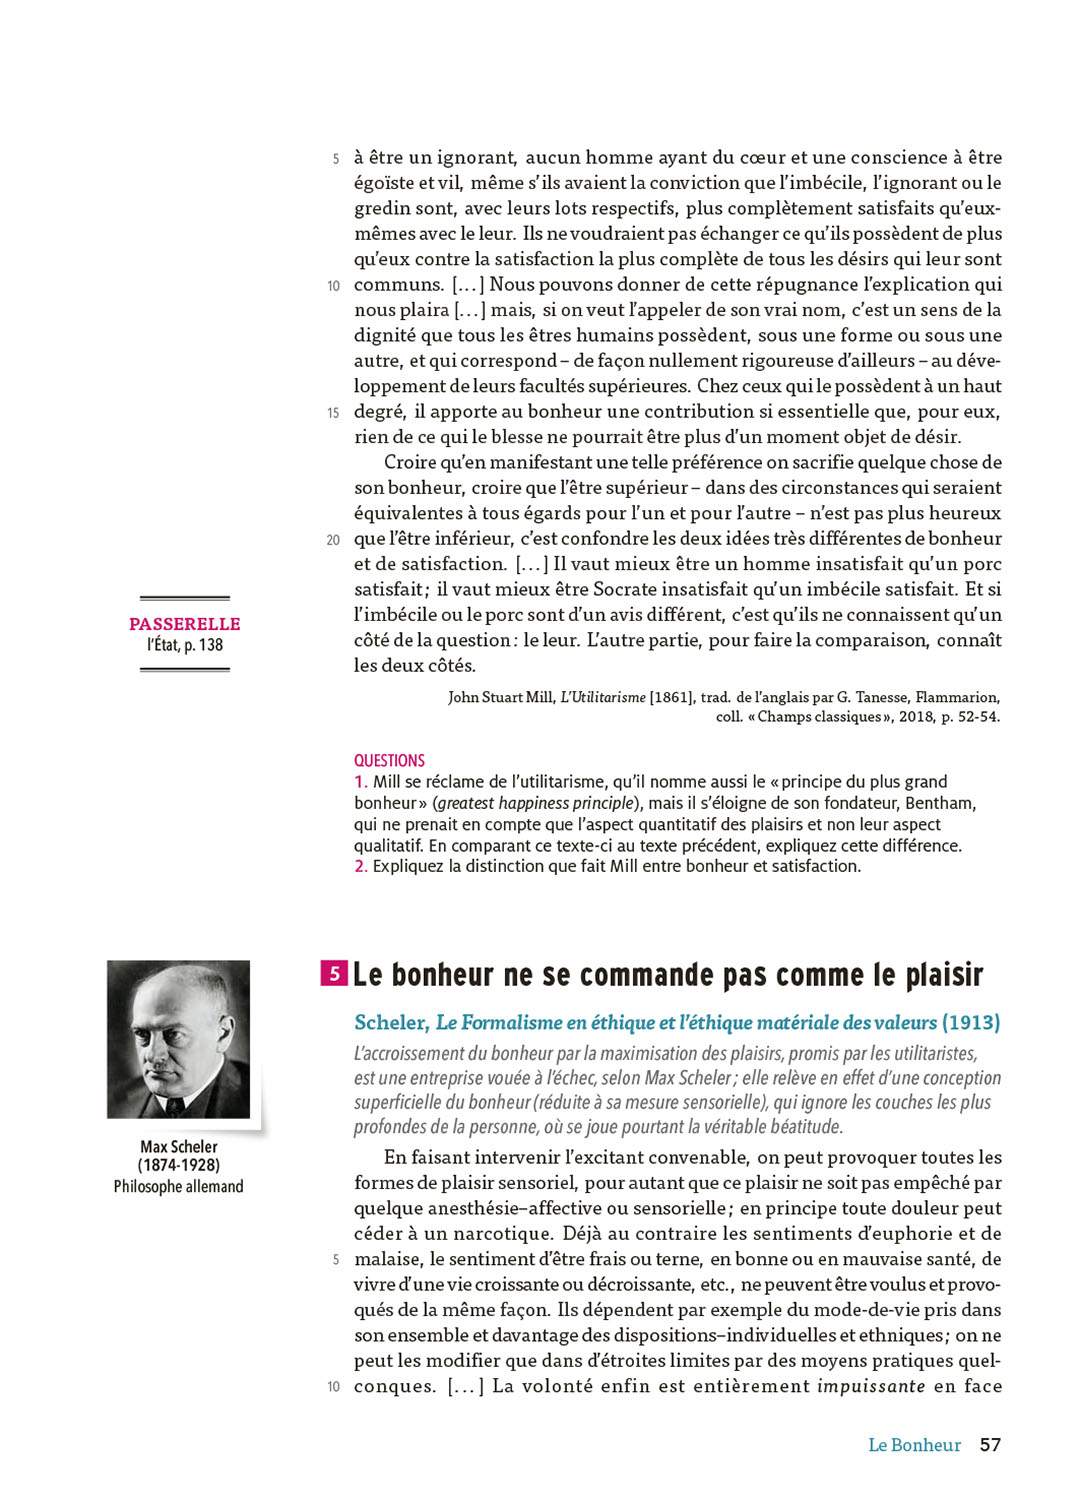 5 à être un ignorant, aucun homme ayant du cœur et une conscience à être
égoïste et vil, même s’ils avaient la conviction que l’imbécile, l’ignorant ou le
gredin sont, avec leurs lots respectifs, plus complètement satisfaits qu’eux-
mêmes avec le leur. Ils ne voudraient pas échanger ce qu’ils possèdent de plus
qu’eux contre la satisfaction la plus complète de tous les désirs qui leur sont
10 communs. [...] Nous pouvons donner de cette répugnance l’explication qui
nous plaira [...] mais, si on veut l’appeler de son vrai nom, c’est un sens de la
dignité que tous les êtres humains possèdent, sous une forme ou sous une
autre, et qui correspond – de façon nullement rigoureuse d’ailleurs – au déve-
loppement de leurs facultés supérieures. Chez ceux qui le possèdent à un haut
15 degré, il apporte au bonheur une contribution si essentielle que, pour eux,
rien de ce qui le blesse ne pourrait être plus d’un moment objet de désir.
Croire qu’en manifestant une telle préférence on sacrifie quelque chose de
son bonheur, croire que l’être supérieur – dans des circonstances qui seraient
équivalentes à tous égards pour l’un et pour l’autre – n’est pas plus heureux
20 que l’être inférieur, c’est confondre les deux idées très différentes de bonheur
et de satisfaction. [...] Il vaut mieux être un homme insatisfait qu’un porc
satisfait ; il vaut mieux être Socrate insatisfait qu’un imbécile satisfait. Et si
l’imbécile ou le porc sont d’un avis différent, c’est qu’ils ne connaissent qu’un
côté de la question : le leur. L’autre partie, pour faire la comparaison, connaît
les deux côtés.
PASSERELLE
l’État, p. 138
John Stuart Mill, L’Utilitarisme [1861], trad. de l’anglais par G. Tanesse, Flammarion,
coll. « Champs classiques », 2018, p. 52-54.
QUESTIONS
1. Mill se réclame de l’utilitarisme, qu’il nomme aussi le « principe du plus grand
bonheur » (greatest happiness principle), mais il s’éloigne de son fondateur, Bentham,
qui ne prenait en compte que l’aspect quantitatif des plaisirs et non leur aspect
qualitatif. En comparant ce texte-ci au texte précédent, expliquez cette différence.
2. Expliquez la distinction que fait Mill entre bonheur et satisfaction.
5 Le bonheur ne se commande pas comme le plaisir
Scheler, Le Formalisme en éthique et l’éthique matériale des valeurs (1913)
L’accroissement du bonheur par la maximisation des plaisirs, promis par les utilitaristes,
est une entreprise vouée à l’échec, selon Max Scheler ; elle relève en effet d’une conception
superficielle du bonheur (réduite à sa mesure sensorielle), qui ignore les couches les plus
profondes de la personne, où se joue pourtant la véritable béatitude.
Max Scheler
(1874-1928)
Philosophe allemand
En faisant intervenir l’excitant convenable, on peut provoquer toutes les
formes de plaisir sensoriel, pour autant que ce plaisir ne soit pas empêché par
quelque anesthésie–affective ou sensorielle ; en principe toute douleur peut
céder à un narcotique. Déjà au contraire les sentiments d’euphorie et de
5 malaise, le sentiment d’être frais ou terne, en bonne ou en mauvaise santé, de
vivre d’une vie croissante ou décroissante, etc., ne peuvent être voulus et provo-
qués de la même façon. Ils dépendent par exemple du mode-de-vie pris dans
son ensemble et davantage des dispositions–individuelles et ethniques ; on ne
peut les modifier que dans d’étroites limites par des moyens pratiques quel-
10 conques. [...] La volonté enfin est entièrement impuissante en face
Le Bonheur 57